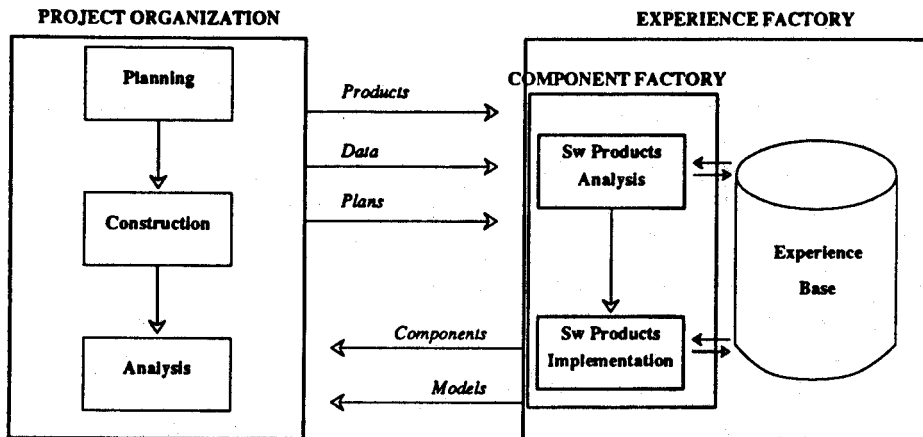 PROJECT ORGANIZATION
EXPERIENCE FACTORY
Planning
Construction
Analysis
Products
Data
Plans
Components
Models
COMPONENT FACTORY
Sw Products
Analysis
Sw Products
Implementation
Experience
Base